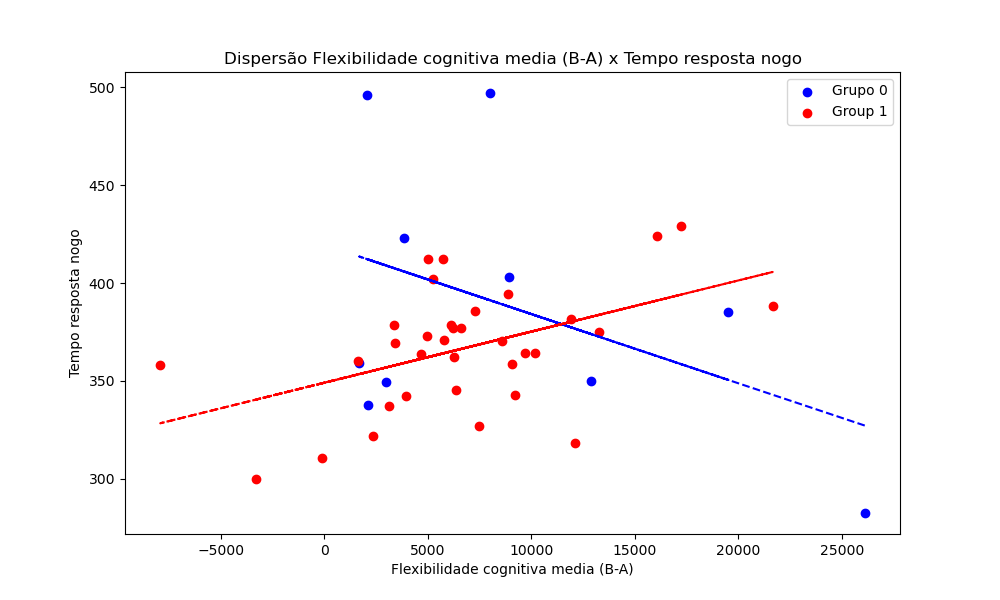 Dispersão Flexibilidade cognitiva media (B-A) x Tempo resposta nogo
Grupo 0
Group 1
500
450
400
350
300
Tempo resposta nogo
−5000 0 5000 10000 15000 20000 25000
Flexibilidade cognitiva media (B-A)